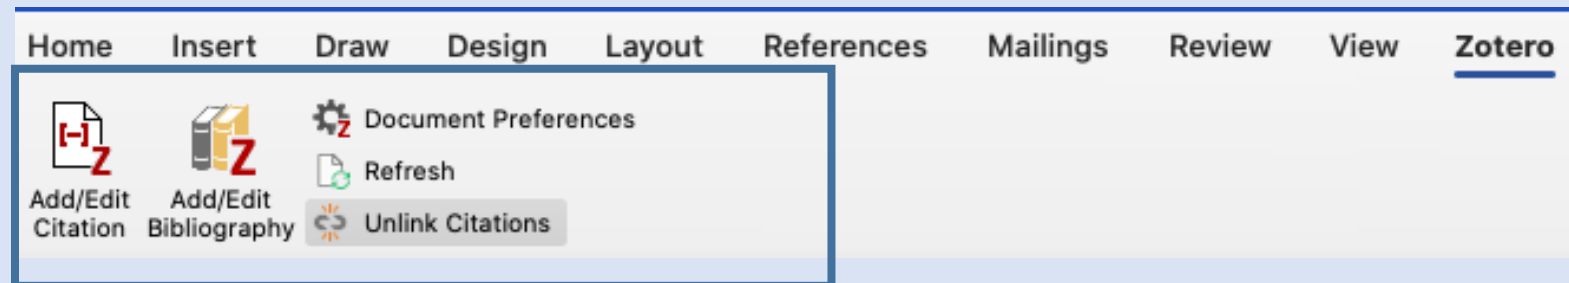 Home Insert Draw Design Layout References Mailings Review View Zotero
[-] Z
Add/Edit Citation
Z
Add/Edit Bibliography
Z Document Preferences
Refresh
Unlink Citations